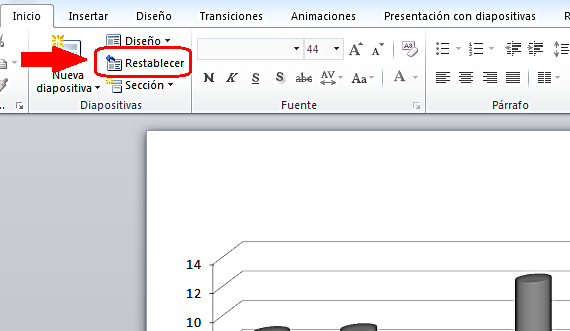 Inicio Insertar Diseño Transiciones Animaciones Presentación con diapositivas R
Diseño
Restablecer
Sección
Nueva
diapositiva
44
A A
N K S S abc AV Aa A
... Diapositivas Fuente Párrafo
14
12
10